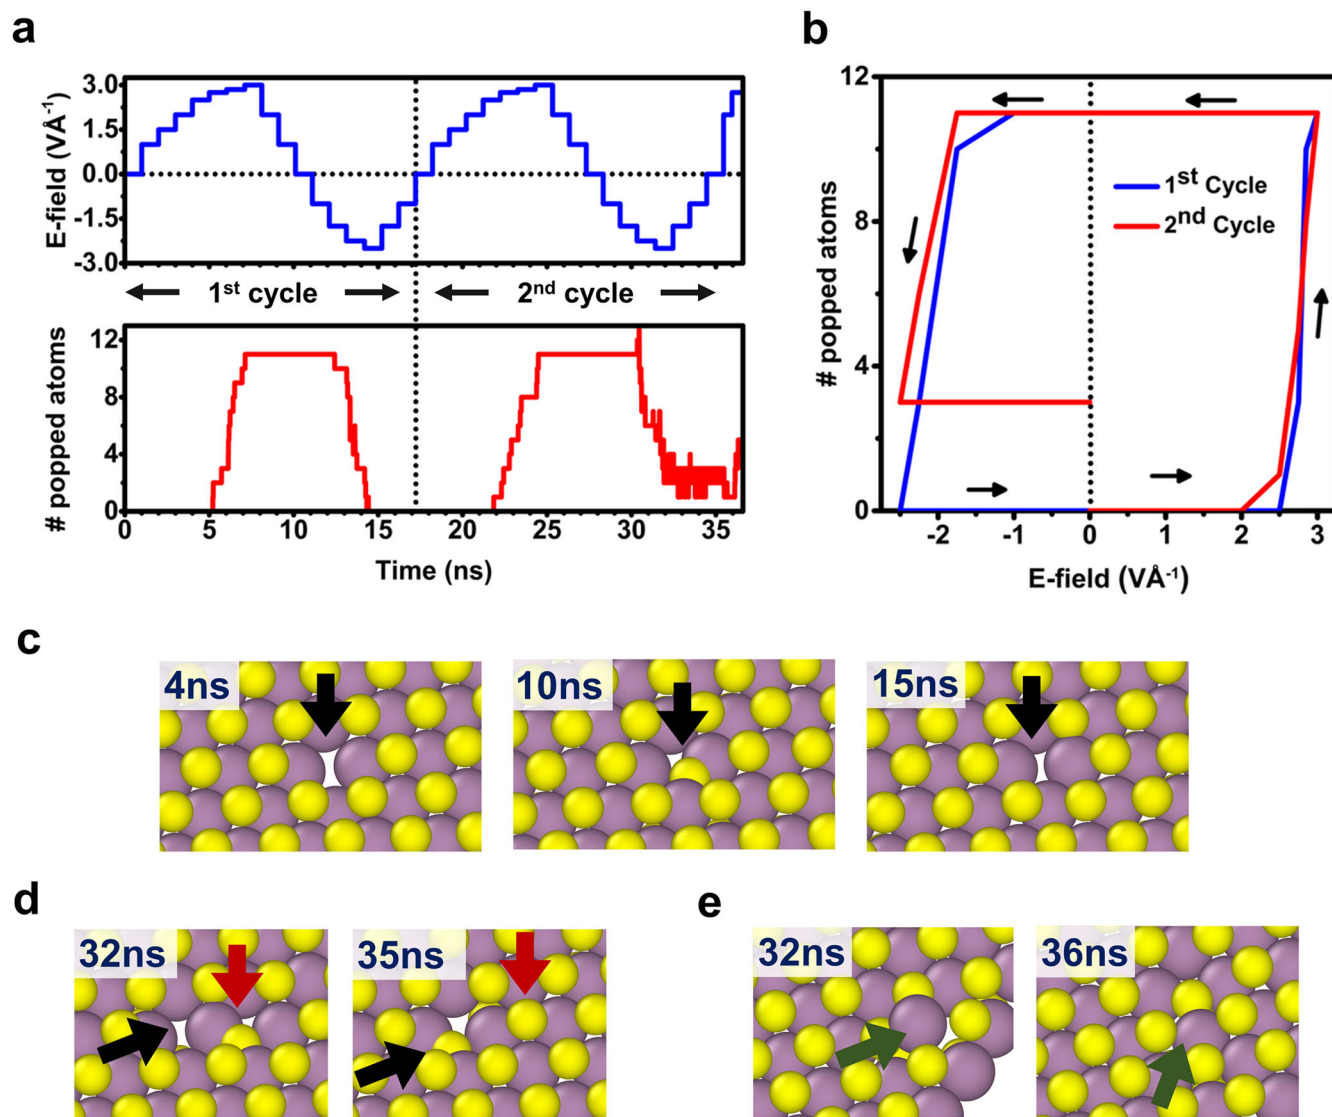 a
E-field (VÅ⁻¹)
3.0
1.5
0.0
-1.5
-3.0
1st cycle
2nd cycle
# popped atoms
12
8
4
0
0
5
10
15
20
25
30
35
Time (ns)
b
# popped atoms
12
8
4
0
1st Cycle
2nd Cycle
-2
-1
0
1
2
3
E-field (VÅ⁻¹)
c
4ns
10ns
15ns
d
32ns
35ns
e
32ns
36ns